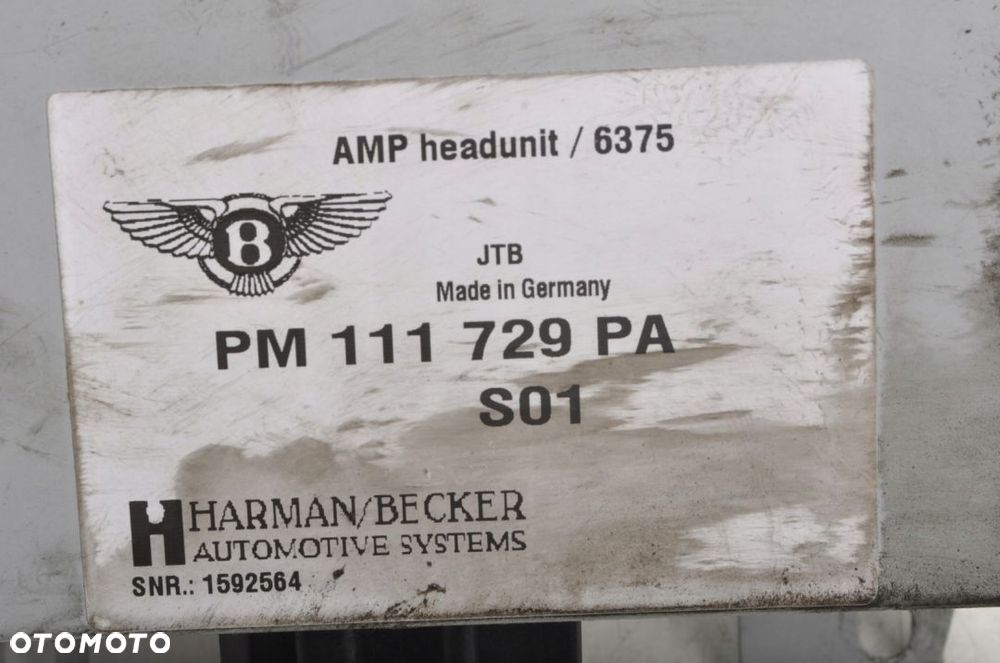 AMP headunit / 6375
B
JTB
Made in Germany
PM 111 729 PA
S01
H HARMAN/BECKER
AUTOMOTIVE SYSTEMS
SNR.: 1592564
OTOMOTO